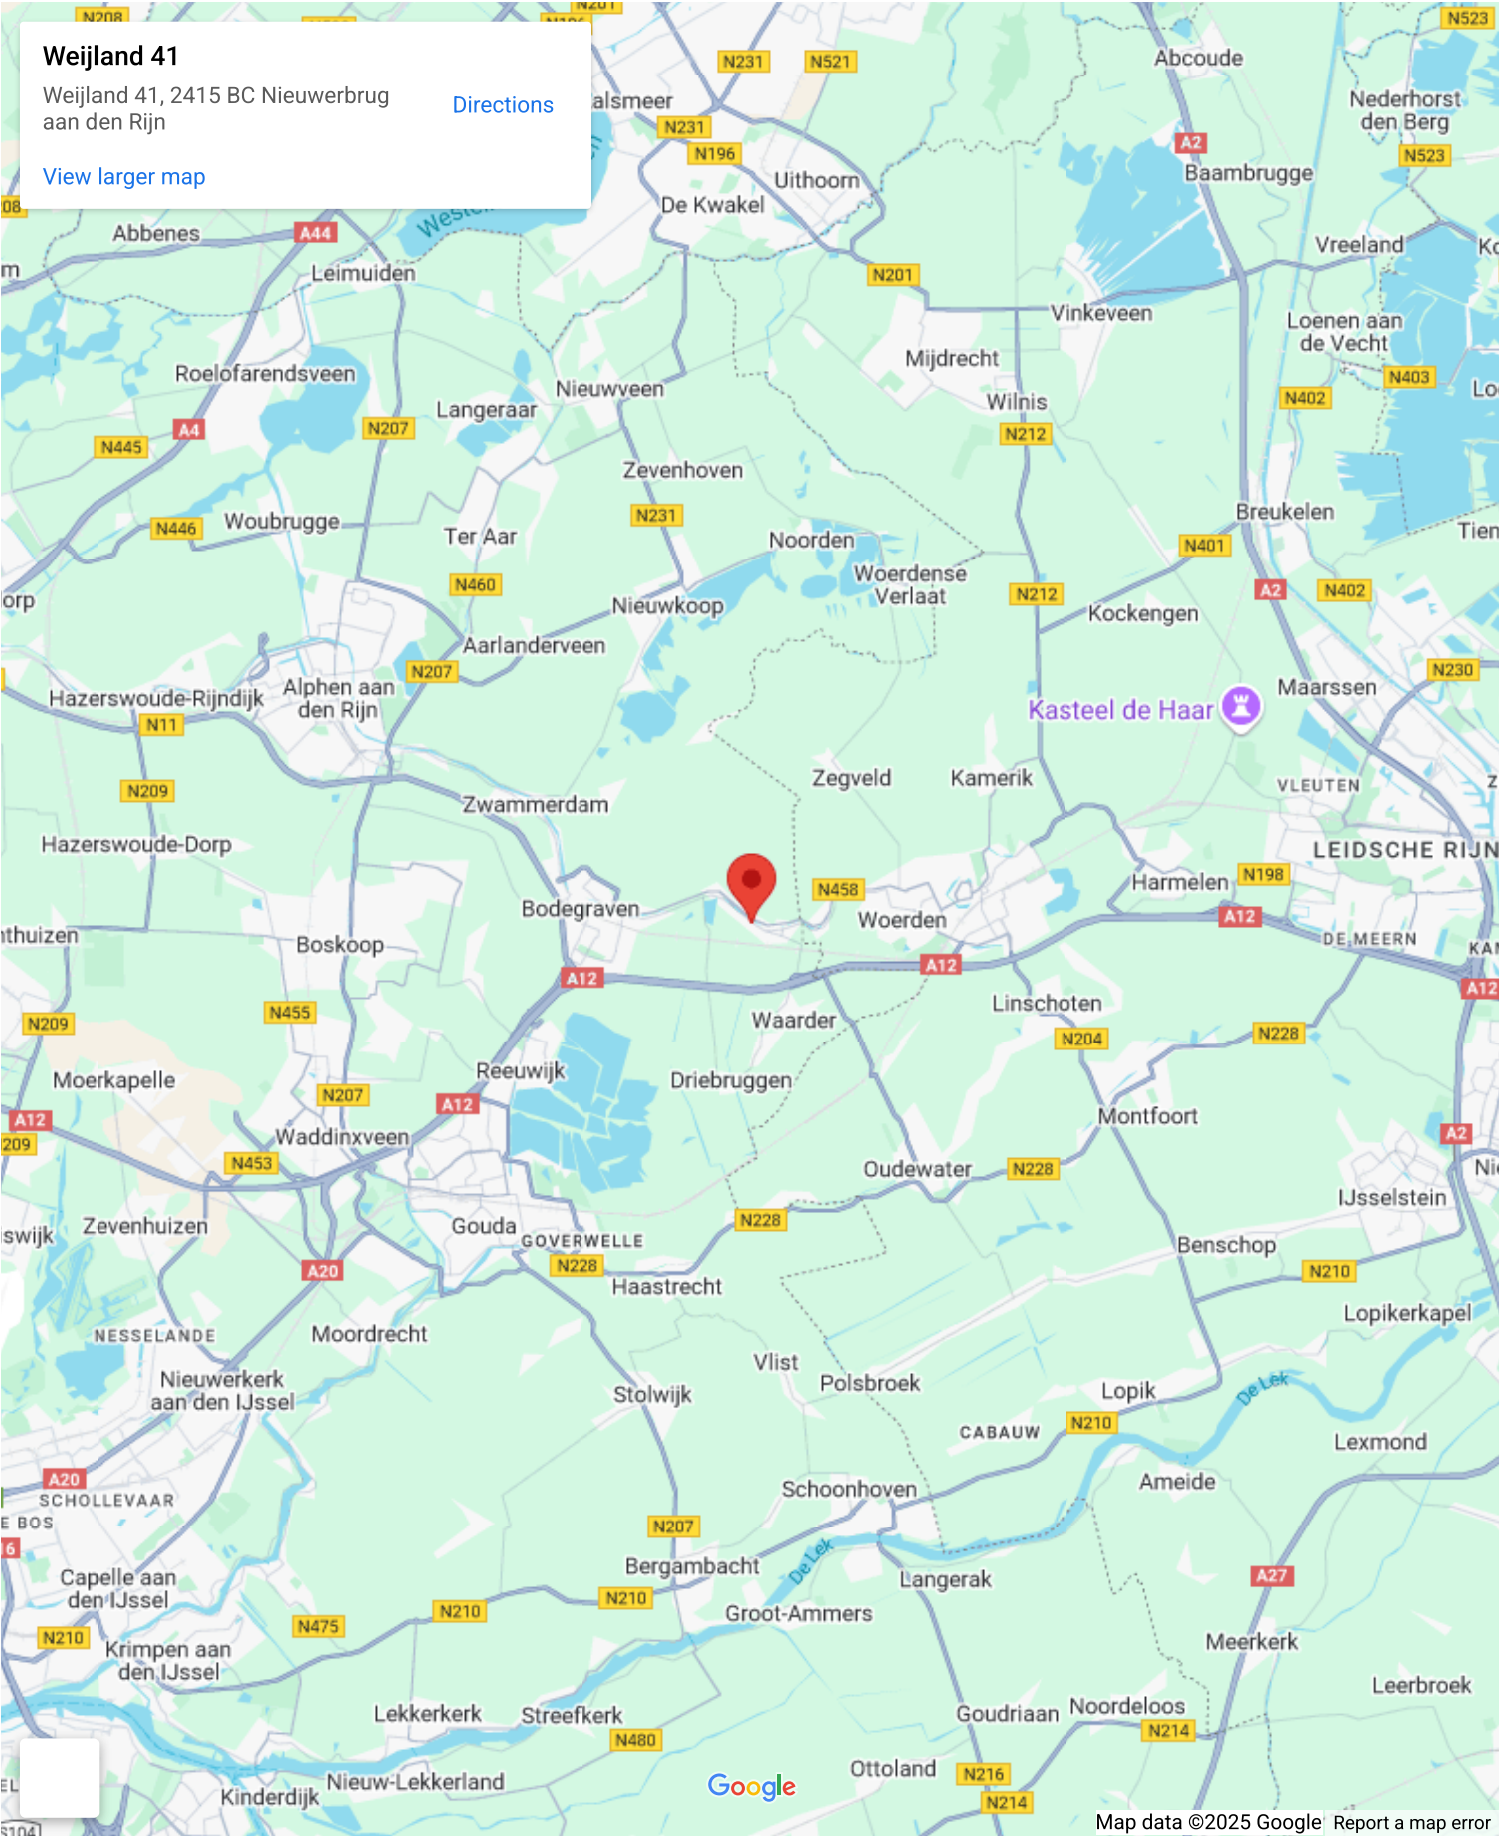 N208
N201
N196
N523
Weijland 41
Weijland 41, 2415 BC Nieuwerbrug
aan den Rijn
Directions
View larger map
N231
N521
Abcoude
Nederhorst
den Berg
N231
A2
N523
N196
Baambrugge
Uithoorn
De Kwakel
Abbenes
A44
Vreeland
Leimuiden
N201
Vinkeveen
Loenen aan
de Vecht
Mijdrecht
Roelofarendsveen
Nieuwveen
N403
N402
Langeraar
Wilnis
A4
N207
N212
N445
Zevenhoven
N446
Woubrugge
N231
Breukelen
Ter Aar
Noorden
N401
Woerdense
Verlaat
N460
N212
A2
N402
Nieuwkoop
Kockengen
Aarlanderveen
N207
N230
Hazerswoude-Rijndijk
Alphen aan
den Rijn
Maarssen
Kasteel de Haar
N11
Zegveld
Kamerik
VLEUTEN
N209
Zwammerdam
Hazerswoude-Dorp
LEIDSCHE RIJN
Harmelen
N198
N458
Bodegraven
Woerden
A12
Boskoop
DE MEERN
A12
A12
A12
N455
Linschoten
N209
Waarder
N204
N228
Reeuwijk
Moerkapelle
Driebruggen
N207
A12
A12
Montfoort
Waddinxveen
A2
209
N453
Oudewater
N228
IJsselstein
Zevenhuizen
Gouda
N228
GOVERWELLE
Benschop
N228
A20
N210
Haastrecht
Lopikerkapel
NESSELANDE
Moordrecht
Vlist
Nieuwerkerk
aan den IJssel
Polsbroek
Stolwijk
Lopik
De Lek
N210
CABAUW
Lexmond
A20
Ameide
SCHOLLEVAAR
Schoonhoven
E BOS
N207
De Lek
Bergambacht
Capelle aan
den IJssel
Langerak
A27
N210
N210
Groot-Ammers
N475
N210
Krimpen aan
den IJssel
Meerkerk
Leerbroek
Lekkerkerk
Streefkerk
Goudriaan
Noordeloos
N480
N214
Ottoland
N216
Nieuw-Lekkerland
Google
Kinderdijk
N214
Map data ©2025 Google
Report a map error